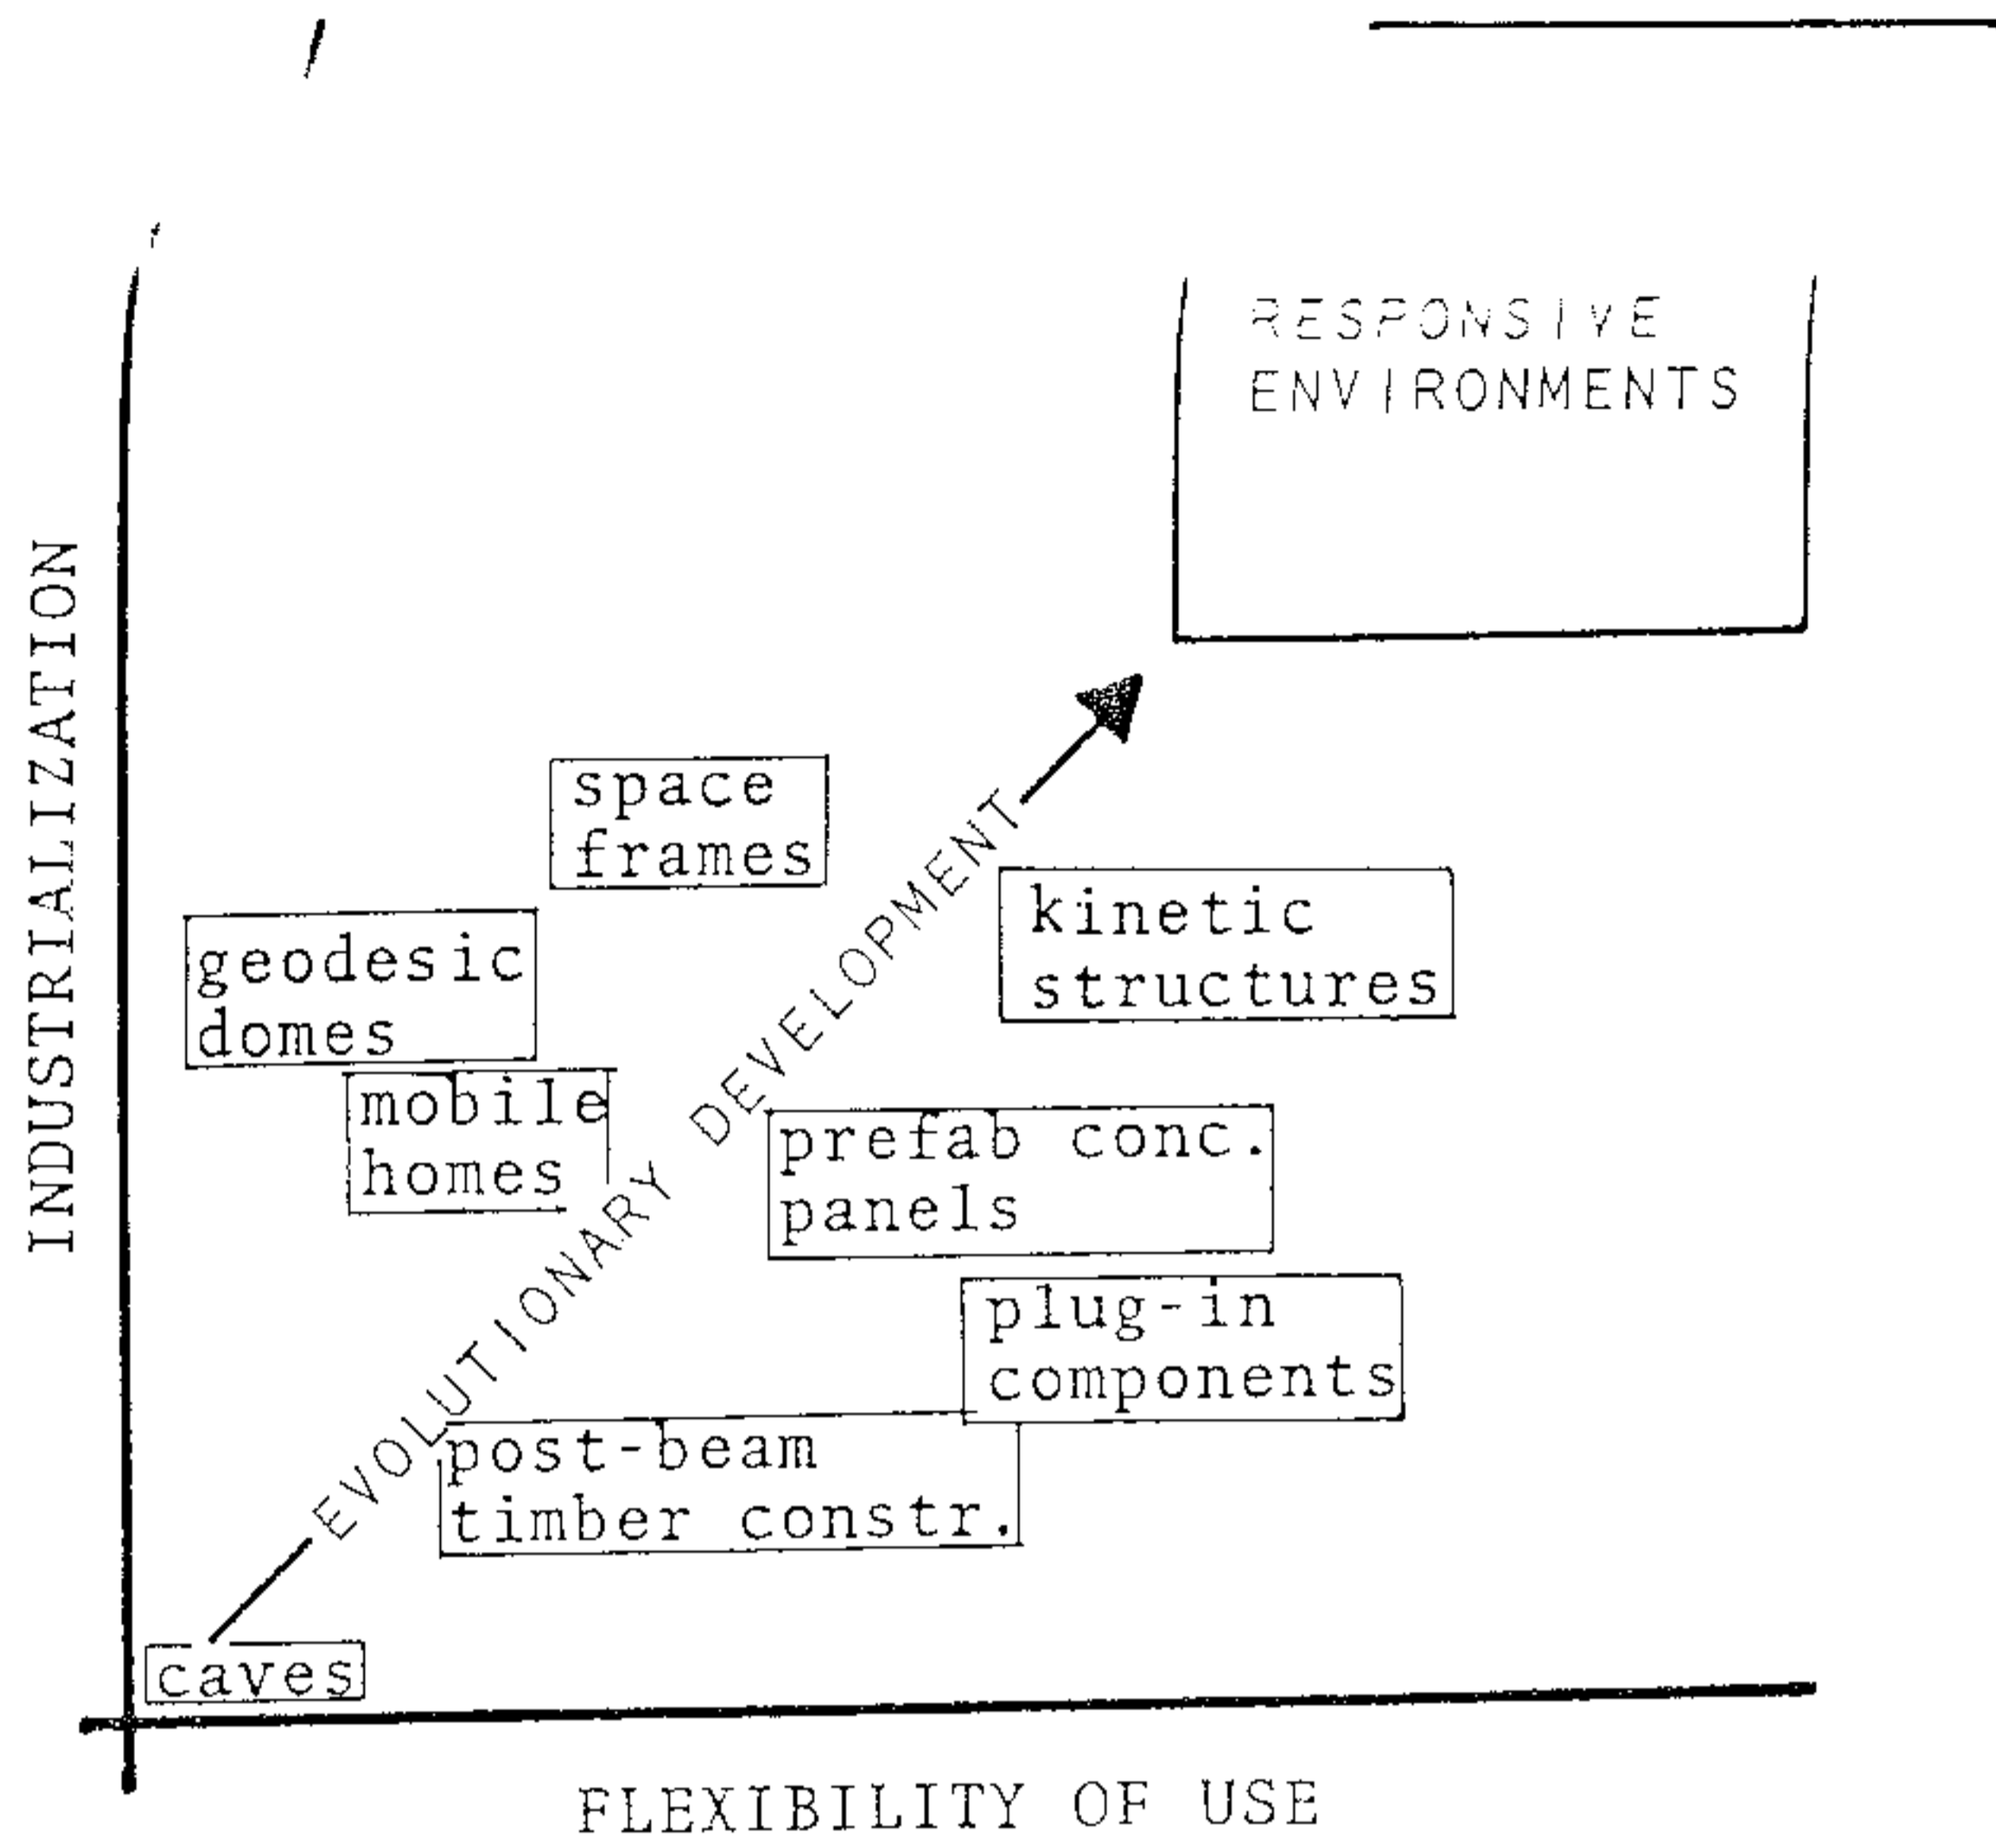 RESPONSIVE
ENVIRONMENTS
INDUSTRIALIZATION
space
frames
kinetic
structures
geodesic
domes
mobile
homes
EVOLUTIONARY DEVELOPMENT
prefab conc.
panels
plug-in
components
post-beam
timber constr.
caves
FLEXIBILITY OF USE